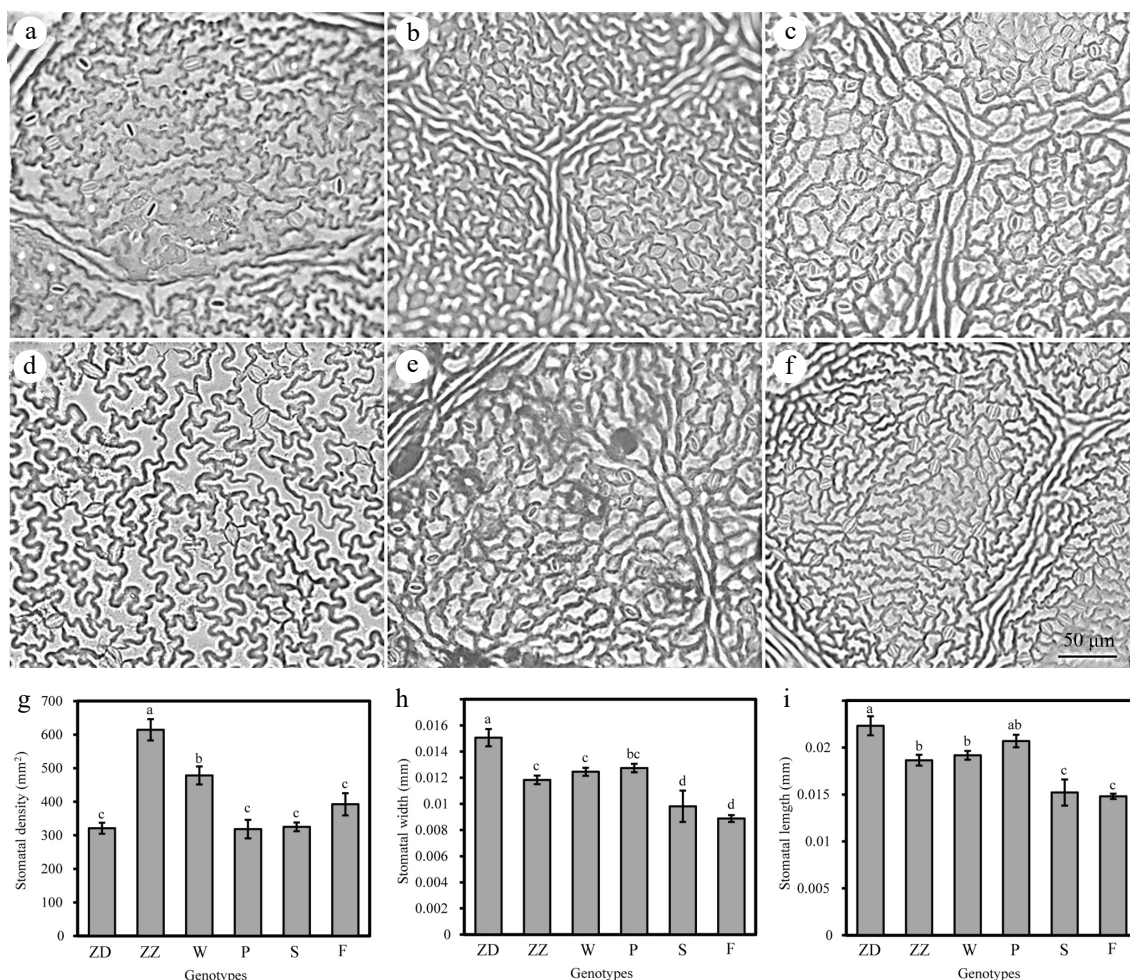 a
b
c
d
e
f
50 μm
g
Stomatal density (mm²)
700
600
500
400
300
200
100
0
c
a
b
c
c
c
ZD ZZ W P S F
Genotypes
h
Stomatal width (mm)
0.016
0.014
0.012
0.010
0.008
0.006
0.004
0.002
0
a
c
c
bc
d
d
ZD ZZ W P S F
Genotypes
i
Stomatal lemgth (mm)
0.02
0.015
0.01
0.005
0
a
b
b
ab
c
c
ZD ZZ W P S F
Genotypes